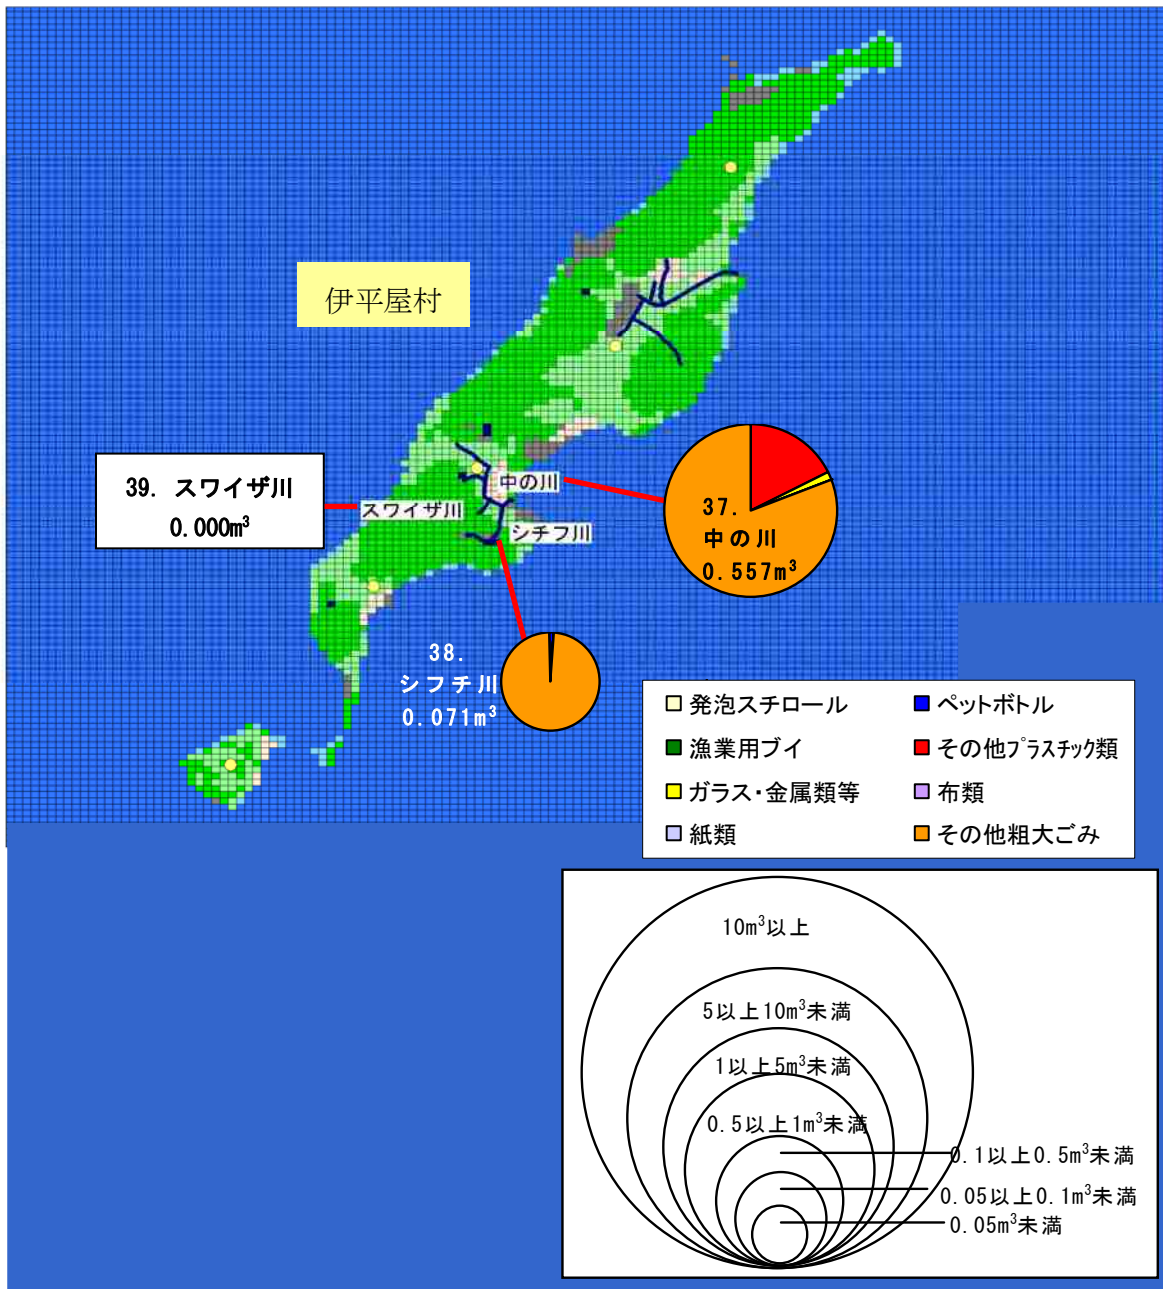 伊平屋村
39. スワイザ川
0.000m³
中の川
スワイザ川
シチフ川
37.
中の川
0.557m³
38.
シフチ川
0.071m³
発泡スチロール
ペットボトル
漁業用ブイ
その他プラスチック類
ガラス・金属類等
布類
紙類
その他粗大ごみ
10m³以上
5以上10m³未満
1以上5m³未満
0.5以上1m³未満
0.1以上0.5m³未満
0.05以上0.1m³未満
0.05m³未満